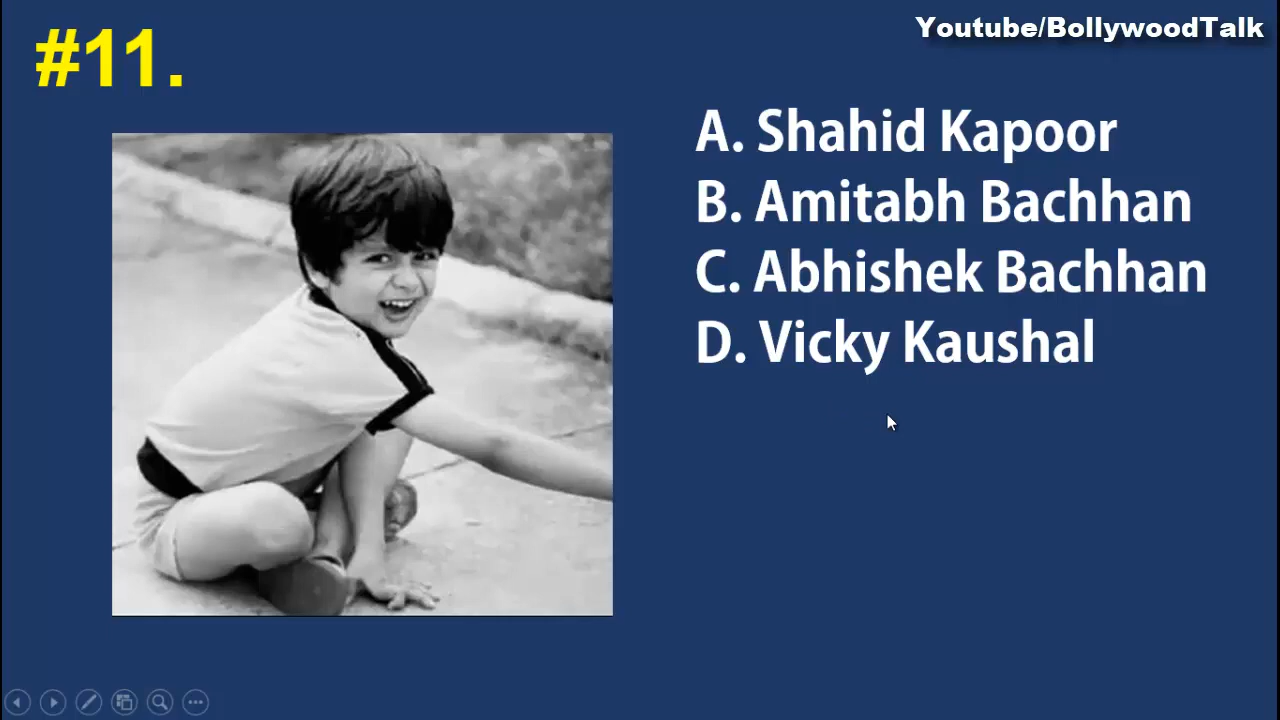 #11.
Youtube/BollywoodTalk
A. Shahid Kapoor
B. Amitabh Bachhan
C. Abhishek Bachhan
D. Vicky Kaushal